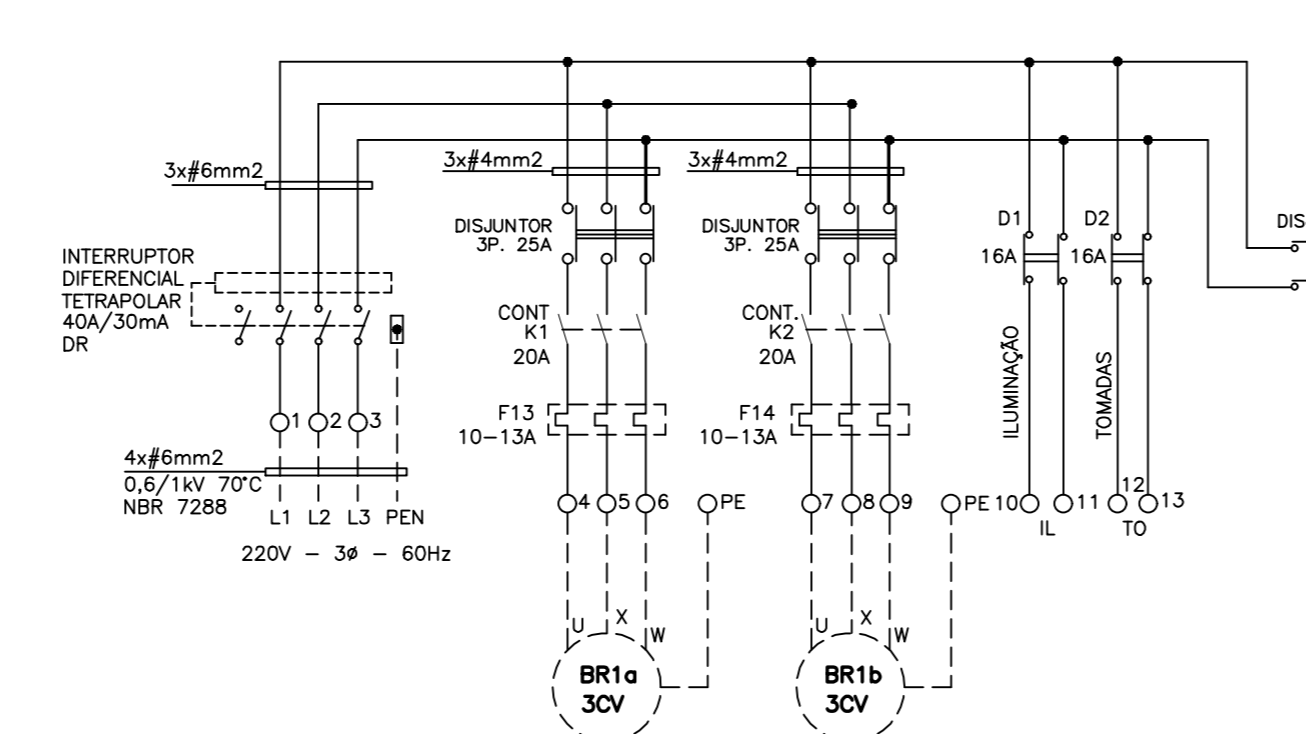 3x#6mm2
3x#4mm2
3x#4mm2
INTERRUPTOR
DIFERENCIAL
TETRAPOLAR
40A/30mA
DR
DISJUNTOR
3P. 25A
DISJUNTOR
3P. 25A
D1
16A
D2
16A
DIS
CONT
K1
20A
CONT.
K2
20A
ILUMINAÇÃO
TOMADAS
F13
10-13A
F14
10-13A
1
2
3
4x#6mm2
0,6/1kV 70°C
NBR 7288
L1
L2
L3
PEN
220V - 3ø - 60Hz
4
5
6
PE
7
8
9
PE
10
11
12
13
IL
TO
U
X
W
BR1a
3CV
U
X
W
BR1b
3CV